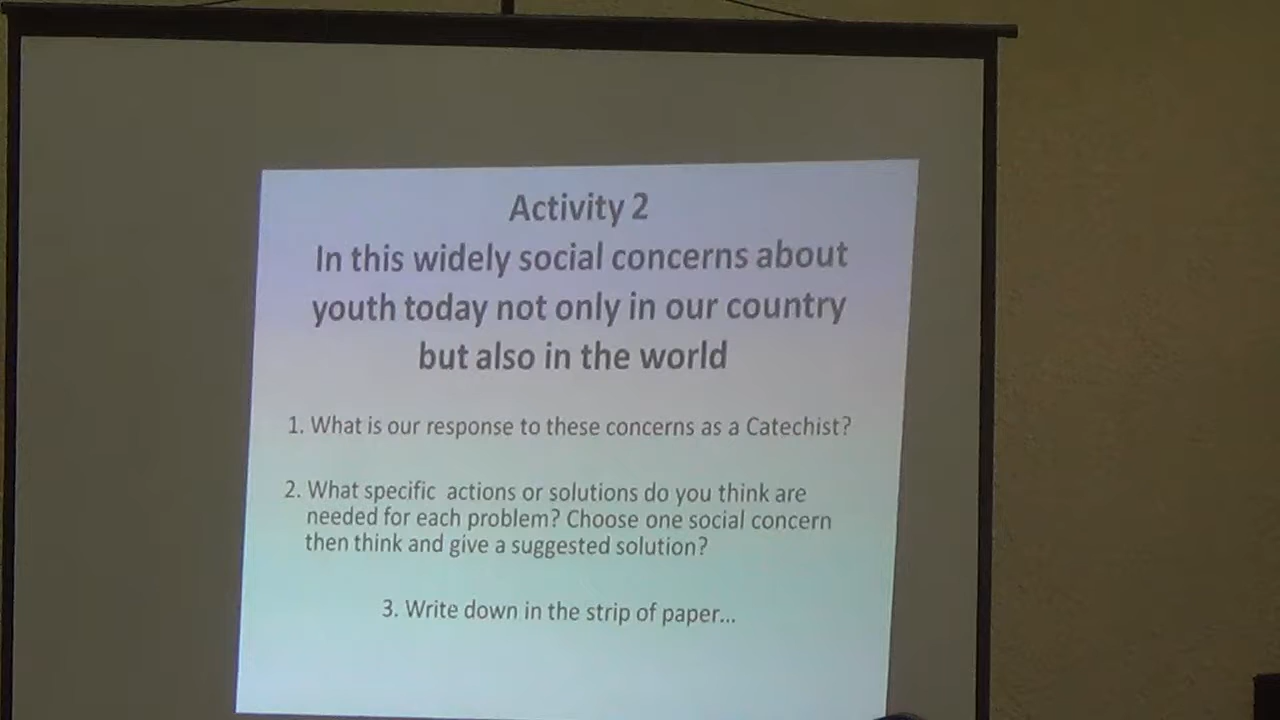 Activity 2
In this widely social concerns about
youth today not only in our country
but also in the world
1. What is our response to these concerns as a Catechist?
2. What specific actions or solutions do you think are
needed for each problem? Choose one social concern
then think and give a suggested solution?
3. Write down in the strip of paper...